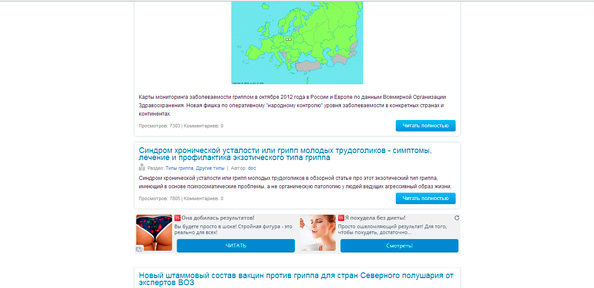 Карты мониторинга заболеваемости гриппом в октябре 2012 года в России и Европе по данным Всемирной Организации
Здравоохранения. Новая фишка по оперативному "народному контролю" уровня заболеваемости в конкретных странах и
континентах.
Просмотров: 7363 | Комментариев: 0
Читать полностью
Синдром хронической усталости или грипп молодых трудоголиков - симптомы,
лечение и профилактика экзотического типа гриппа
Раздел: Типы гриппа, Другие типы | Автор: doc
Синдром хронической усталости или грипп молодых трудоголиков в обзорной статье про этот экзотический тип гриппа,
имеющий в основе психосоматические проблемы, а не органическую патологию у людей ведущих агрессивный образ жизни.
Просмотров: 7885 | Комментариев: 0
Читать полностью
Она добилась результатов!
Вы будете просто в шоке! Стройная фигура - это
реально для всех!
ЧИТАТЬ
Я похудела без диеты!
Просто ошеломляющий результат! Для того,
чтобы похудеть, достаточно...
Смотреть!
Новый штаммовый состав вакцин против гриппа для стран Северного полушария от
экспертов ВОЗ